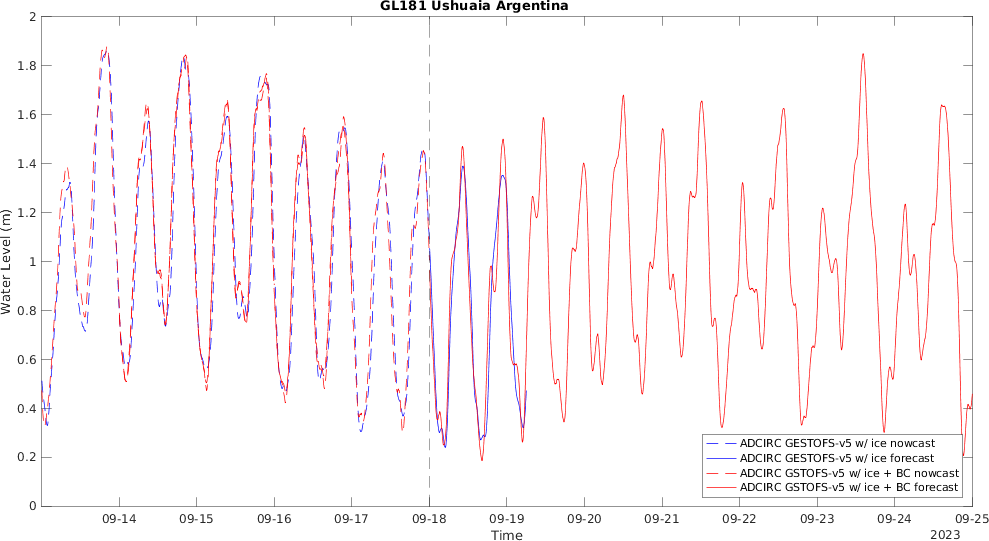 GL181 Ushuaia Argentina
2
1.8
1.6
1.4
1.2
1
0.8
0.6
0.4
0.2
0
Water Level (m)
ADCIRC GESTOFS-v5 w/ ice nowcast
ADCIRC GESTOFS-v5 w/ ice forecast
ADCIRC GSTOFS-v5 w/ ice + BC nowcast
ADCIRC GSTOFS-v5 w/ ice + BC forecast
09-14 09-15 09-16 09-17 09-18 09-19 09-20 09-21 09-22 09-23 09-24 09-25
Time
2023